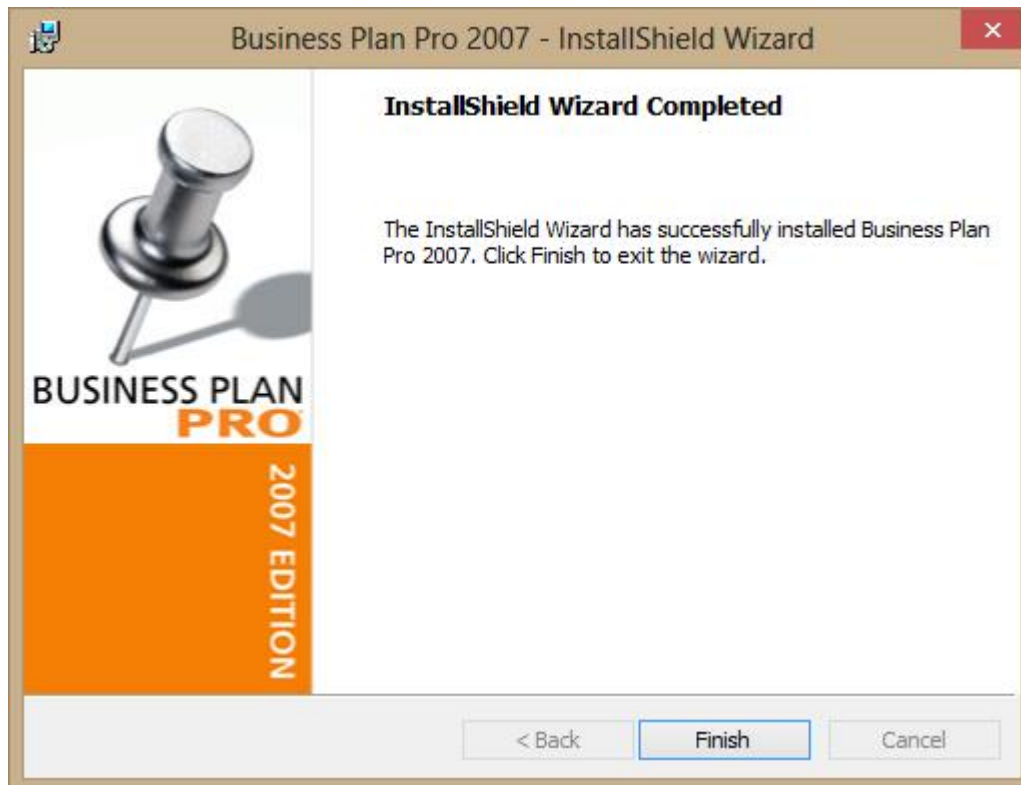 Business Plan Pro 2007 - InstallShield Wizard
InstallShield Wizard Completed
The InstallShield Wizard has successfully installed Business Plan
Pro 2007. Click Finish to exit the wizard.
BUSINESS PLAN
PRO
2007 EDITION
< Back
Finish
Cancel